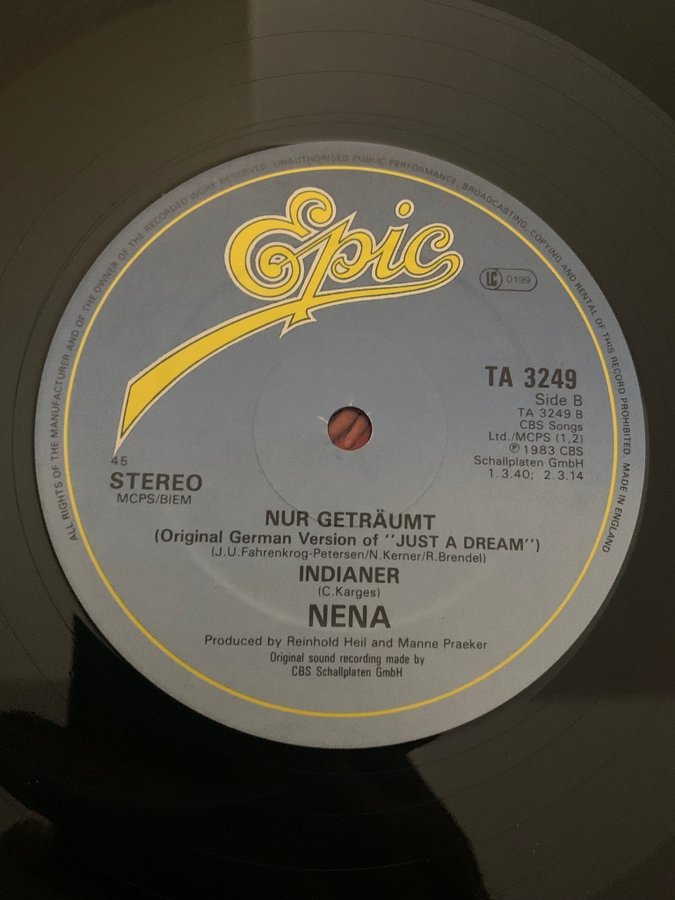 ALL RIGHTS OF THE MANUFACTURER AND OF THE OWNER OF THE RECORDED WORK RESERVED. UNAUTHORISED PUBLIC PERFORMANCE, BROADCASTING, COPYING AND RENTAL OF THIS RECORD PROHIBITED. MADE IN ENGLAND
Epic
LC 0199
TA 3249
Side B
TA 3249 B
CBS Songs
Ltd./MCPS (1,2)
℗ 1983 CBS
Schallplaten GmbH
1.3.40; 2.3.14
45
STEREO
MCPS/BIEM
NUR GETRÄUMT
(Original German Version of "JUST A DREAM")
(J.U.Fahrenkrog-Petersen/N.Kerner/R.Brendel)
INDIANER
(C.Karges)
NENA
Produced by Reinhold Heil and Manne Praeker
Original sound recording made by
CBS Schallplaten GmbH